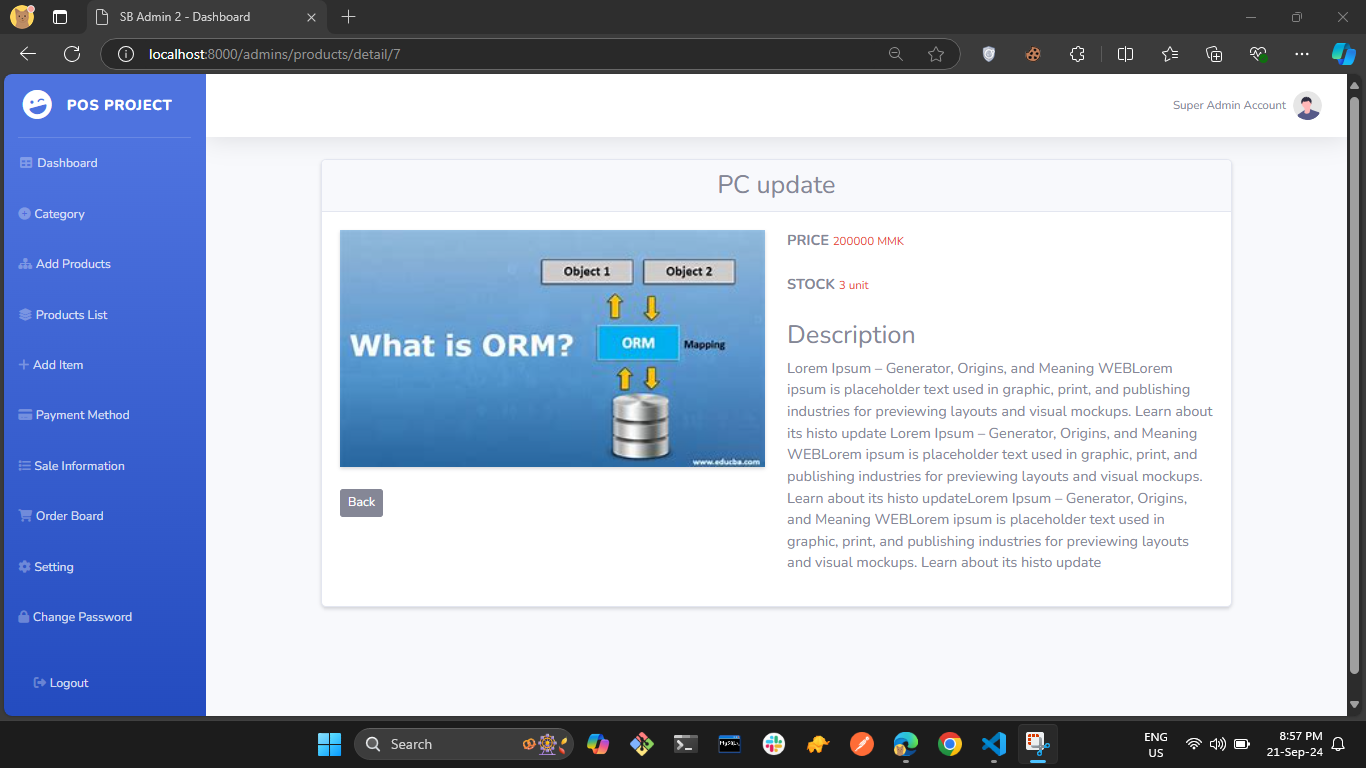 SB Admin 2 - Dashboard
localhost:8000/admins/products/detail/7
POS PROJECT
Super Admin Account
Dashboard
Category
Add Products
Products List
Add Item
Payment Method
Sale Information
Order Board
Setting
Change Password
Logout
PC update
Object 1 Object 2
What is ORM?
ORM Mapping
www.educba.com
Back
PRICE 200000 MMK
STOCK 3 unit
Description
Lorem Ipsum – Generator, Origins, and Meaning WEBLorem
ipsum is placeholder text used in graphic, print, and publishing
industries for previewing layouts and visual mockups. Learn about
its histo update Lorem Ipsum – Generator, Origins, and Meaning
WEBLorem ipsum is placeholder text used in graphic, print, and
publishing industries for previewing layouts and visual mockups.
Learn about its histo updateLorem Ipsum – Generator, Origins,
and Meaning WEBLorem ipsum is placeholder text used in
graphic, print, and publishing industries for previewing layouts
and visual mockups. Learn about its histo update
Search
MySQL
ENG
US
8:57 PM
21-Sep-24